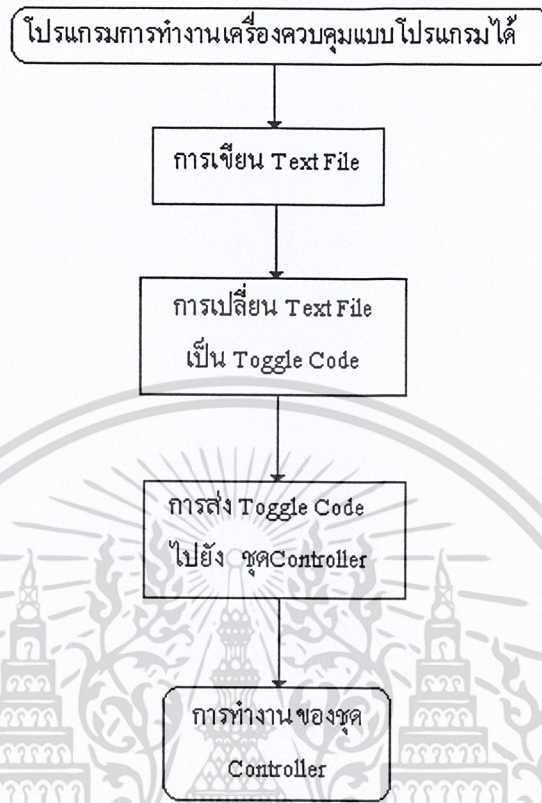 โปรแกรมการทำงานเครื่องควบคุมแบบโปรแกรมได้
การเขียน Text File
การเปลี่ยน Text File
เป็น Toggle Code
การส่ง Toggle Code
ไปยัง ชุดController
การทำงานของชุด
Controller